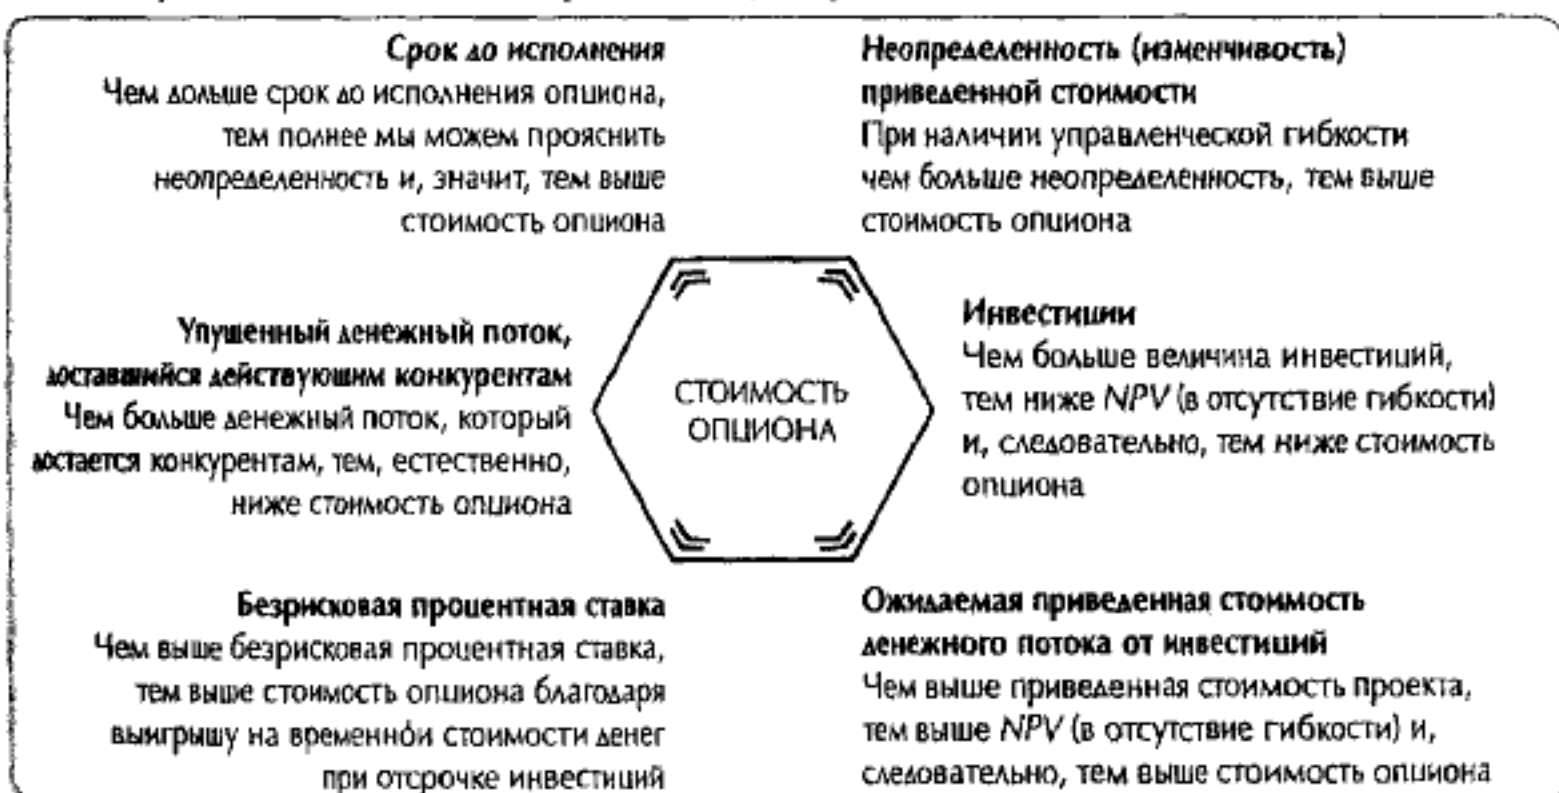 Срок до исполнения
Чем дольше срок до исполнения опциона,
тем полнее мы можем прояснить
неопределенность и, значит, тем выше
стоимость опциона
Неопределенность (изменчивость)
приведенной стоимости
При наличии управленческой гибкости
чем больше неопределенность, тем выше
стоимость опциона
Упущенный денежный поток,
доставшийся действующим конкурентам
Чем больше денежный поток, который
достается конкурентам, тем, естественно,
ниже стоимость опциона
СТОИМОСТЬ
ОПЦИОНА
Инвестиции
Чем больше величина инвестиций,
тем ниже NPV (в отсутствие гибкости)
и, следовательно, тем ниже стоимость
опциона
Безрисковая процентная ставка
Чем выше безрисковая процентная ставка,
тем выше стоимость опциона благодаря
выигрышу на временнóй стоимости денег
при отсрочке инвестиций
Ожидаемая приведенная стоимость
денежного потока от инвестиций
Чем выше приведенная стоимость проекта,
тем выше NPV (в отсутствие гибкости) и,
следовательно, тем выше стоимость опциона